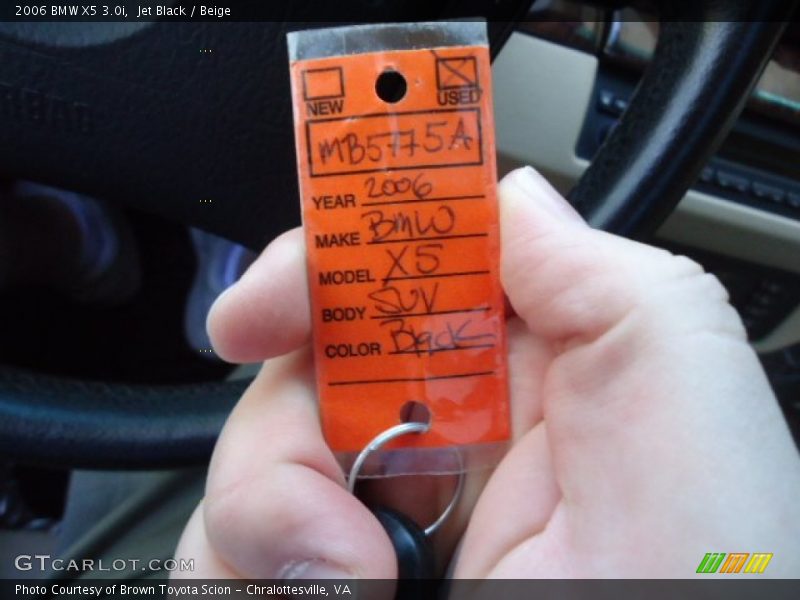 2006 BMW X5 3.0i,  Jet Black / Beige
NEW USED
MB5775A
YEAR 2006
MAKE BMW
MODEL X5
BODY SUV
COLOR Black
GTCARLOT.COM
Photo Courtesy of Brown Toyota Scion - Chralottesville, VA